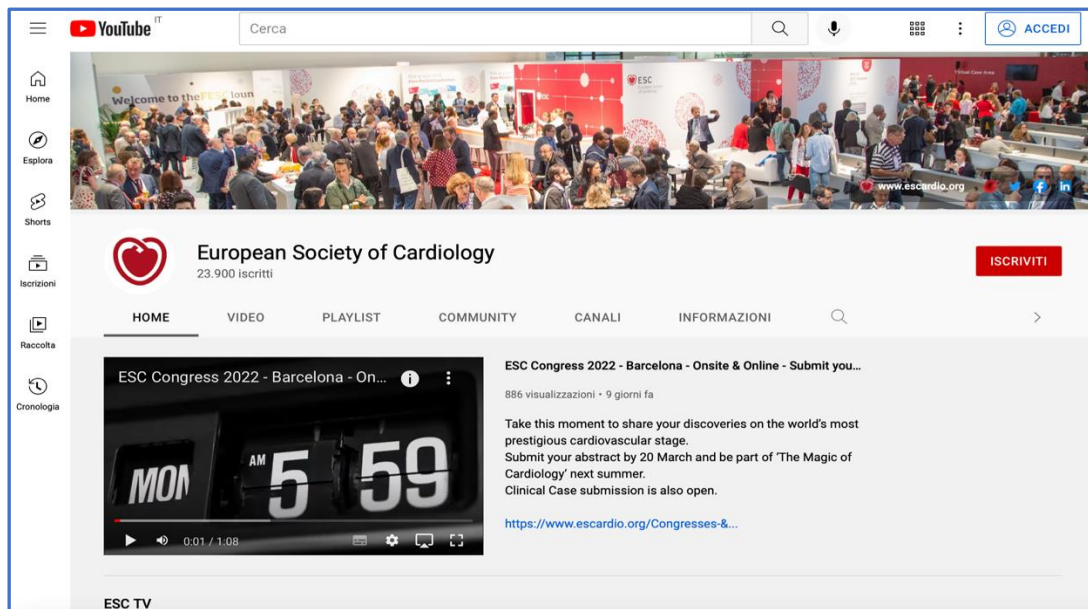 YouTube IT
Cerca
ACCEDI
Home
Esplora
Shorts
Iscrizioni
Raccolta
Cronologia
Welcome to the FESC loun
ESC
Virtual Case Area
www.escardio.org
European Society of Cardiology
23.900 iscritti
ISCRIVITI
HOME VIDEO PLAYLIST COMMUNITY CANALI INFORMAZIONI
ESC Congress 2022 - Barcelona - On...
MON AM 5 59
0:01 / 1:08
ESC Congress 2022 - Barcelona - Onsite & Online - Submit you...
886 visualizzazioni • 9 giorni fa
Take this moment to share your discoveries on the world's most
prestigious cardiovascular stage.
Submit your abstract by 20 March and be part of 'The Magic of
Cardiology' next summer.
Clinical Case submission is also open.
https://www.escardio.org/Congresses-&...
ESC TV